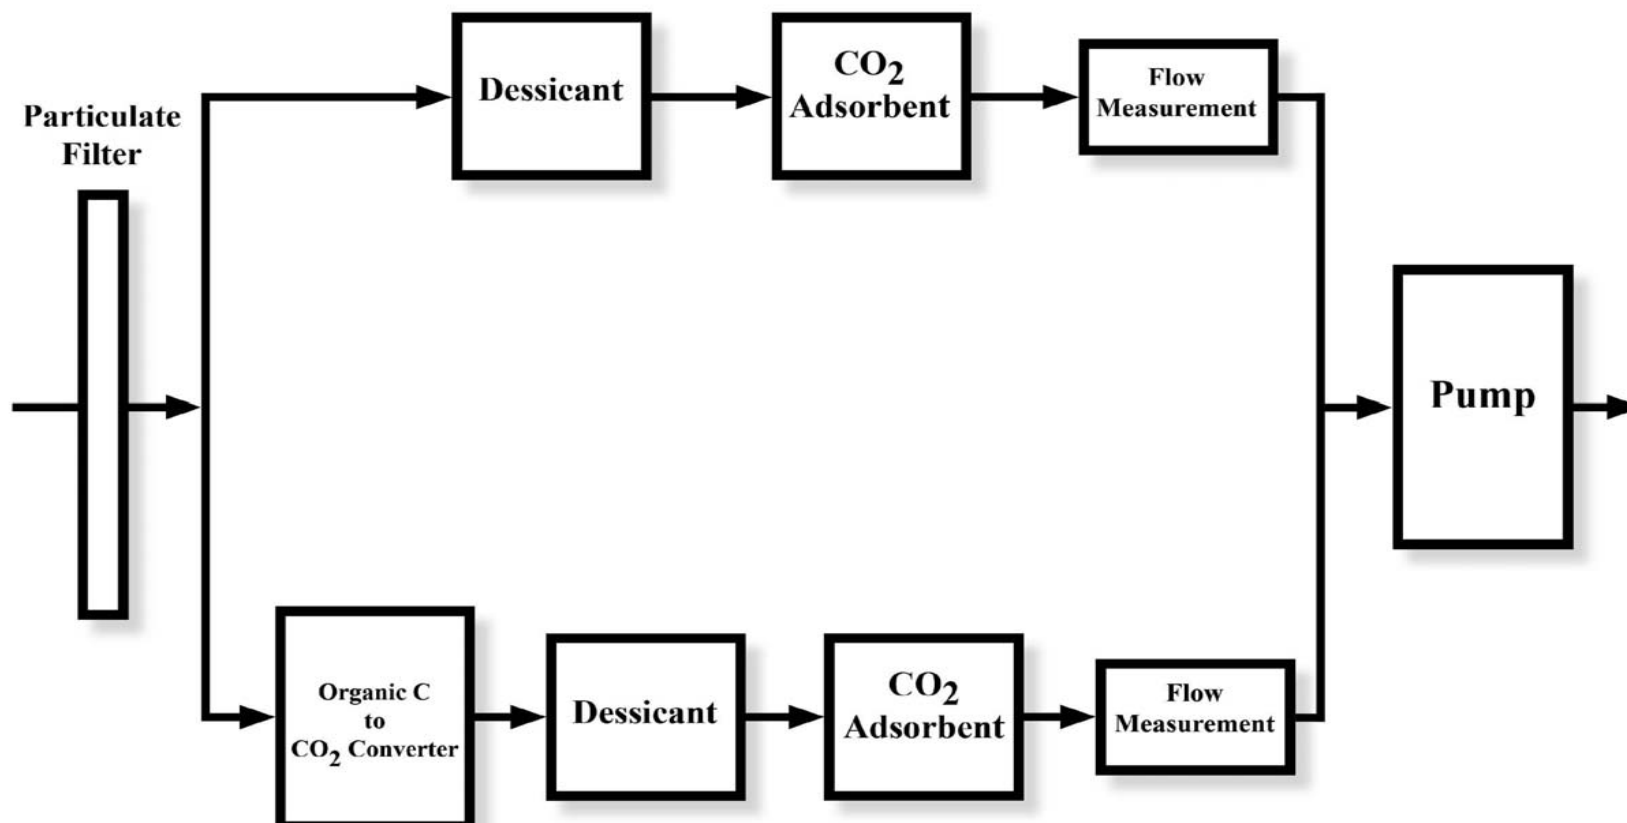 Particulate
Filter
Dessicant
CO2
Adsorbent
Flow
Measurement
Pump
Organic C
to
CO2 Converter
Dessicant
CO2
Adsorbent
Flow
Measurement